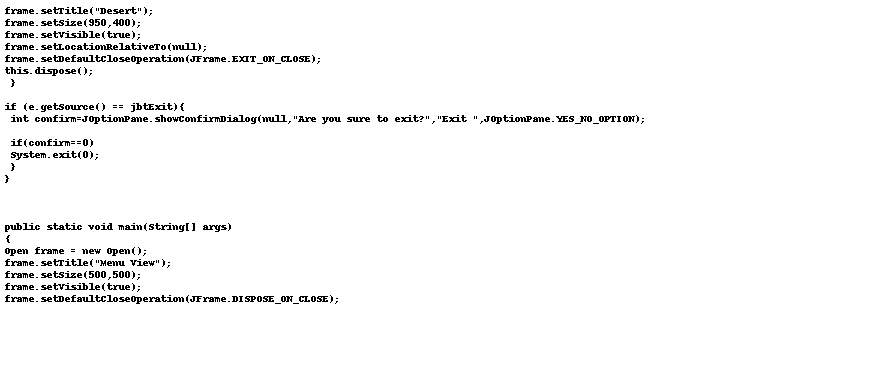 frame.setTitle("Desert");
frame.setSize(950,400);
frame.setVisible(true);
frame.setLocationRelativeTo(null);
frame.setDefaultCloseOperation(JFrame.EXIT_ON_CLOSE);
this.dispose();
}
if (e.getSource() == jbtExit){
int confirm=JOptionPane.showConfirmDialog(null,"Are you sure to exit?","Exit ",JOptionPane.YES_NO_OPTION);
if(confirm==0)
System.exit(0);
}
}
public static void main(String[] args)
{
Open frame = new Open();
frame.setTitle("Menu View");
frame.setSize(500,500);
frame.setVisible(true);
frame.setDefaultCloseOperation(JFrame.DISPOSE_ON_CLOSE);